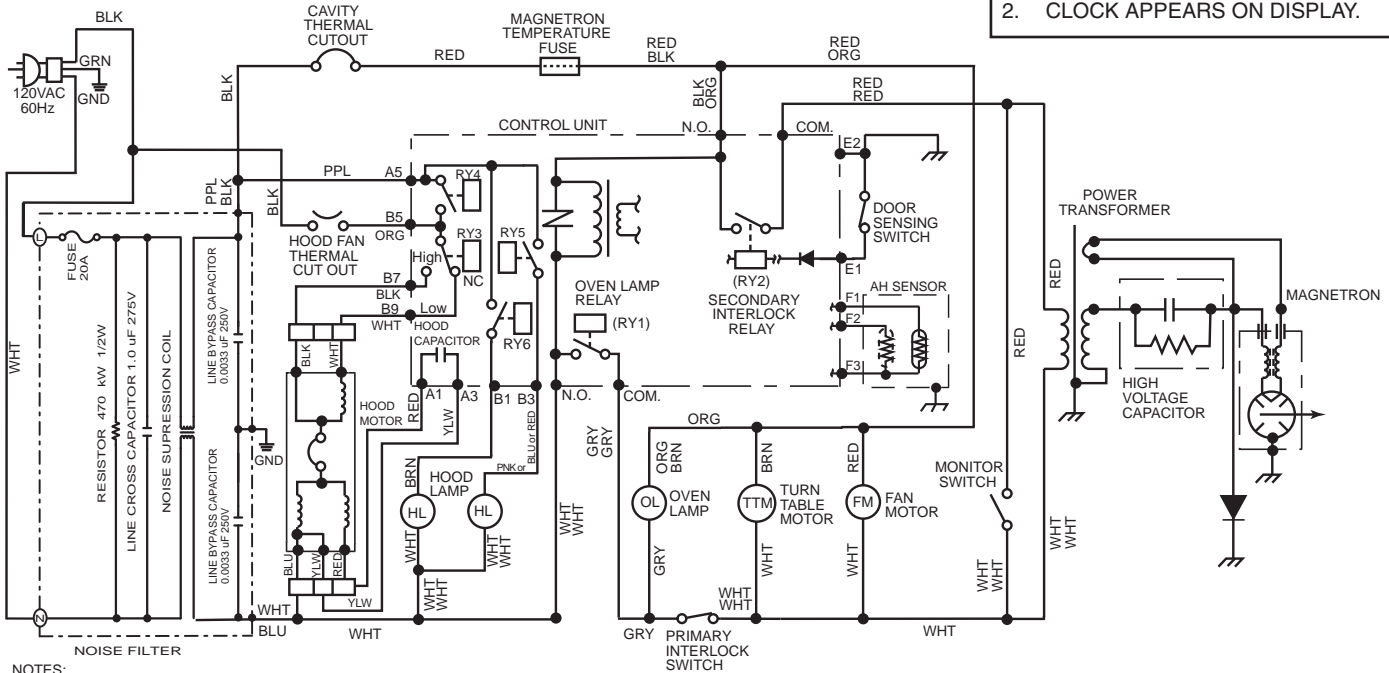 2. CLOCK APPEARS ON DISPLAY.
BLK
CAVITY
THERMAL
CUTOUT
MAGNETRON
TEMPERATURE
FUSE
RED
RED
BLK
RED
ORG
GRN
120VAC
60Hz
GND
BLK
BLK
ORG
RED
RED
CONTROL UNIT
N.O.
COM.
E2
PPL
A5
RY4
PPL
BLK
BLK
B5
ORG
HOOD FAN
THERMAL
CUT OUT
RY3
High
NC
RY5
DOOR
SENSING
SWITCH
POWER
TRANSFORMER
L
FUSE
20A
B7
BLK
B9
WHT
Low
HOOD
CAPACITOR
RY6
OVEN LAMP
RELAY
(RY1)
(RY2)
SECONDARY
INTERLOCK
RELAY
E1
AH SENSOR
F1
F2
F3
RED
RED
MAGNETRON
WHT
RESISTOR 470 kW 1/2W
LINE CROSS CAPACITOR 1.0 uF 275V
NOISE SUPRESSION COIL
LINE BYPASS CAPACITOR
0.0033 uF 250V
LINE BYPASS CAPACITOR
0.0033 uF 250V
GND
BLK
WHT
HOOD
MOTOR
RED
A1
A3
YLW
B1
B3
BLU or RED
PNK or
N.O.
COM.
HIGH
VOLTAGE
CAPACITOR
BRN
HOOD
LAMP
HL
HL
WHT
WHT
WHT
WHT
WHT
WHT
WHT
GRY
GRY
ORG
ORG
BRN
BRN
RED
OL
OVEN
LAMP
TTM
TURN
TABLE
MOTOR
FM
FAN
MOTOR
MONITOR
SWITCH
GRY
WHT
WHT
WHT
WHT
WHT
WHT
BLU
YLW
RED
YLW
N
WHT
BLU
WHT
WHT
WHT
GRY
PRIMARY
INTERLOCK
SWITCH
WHT
NOISE FILTER
NOTES: